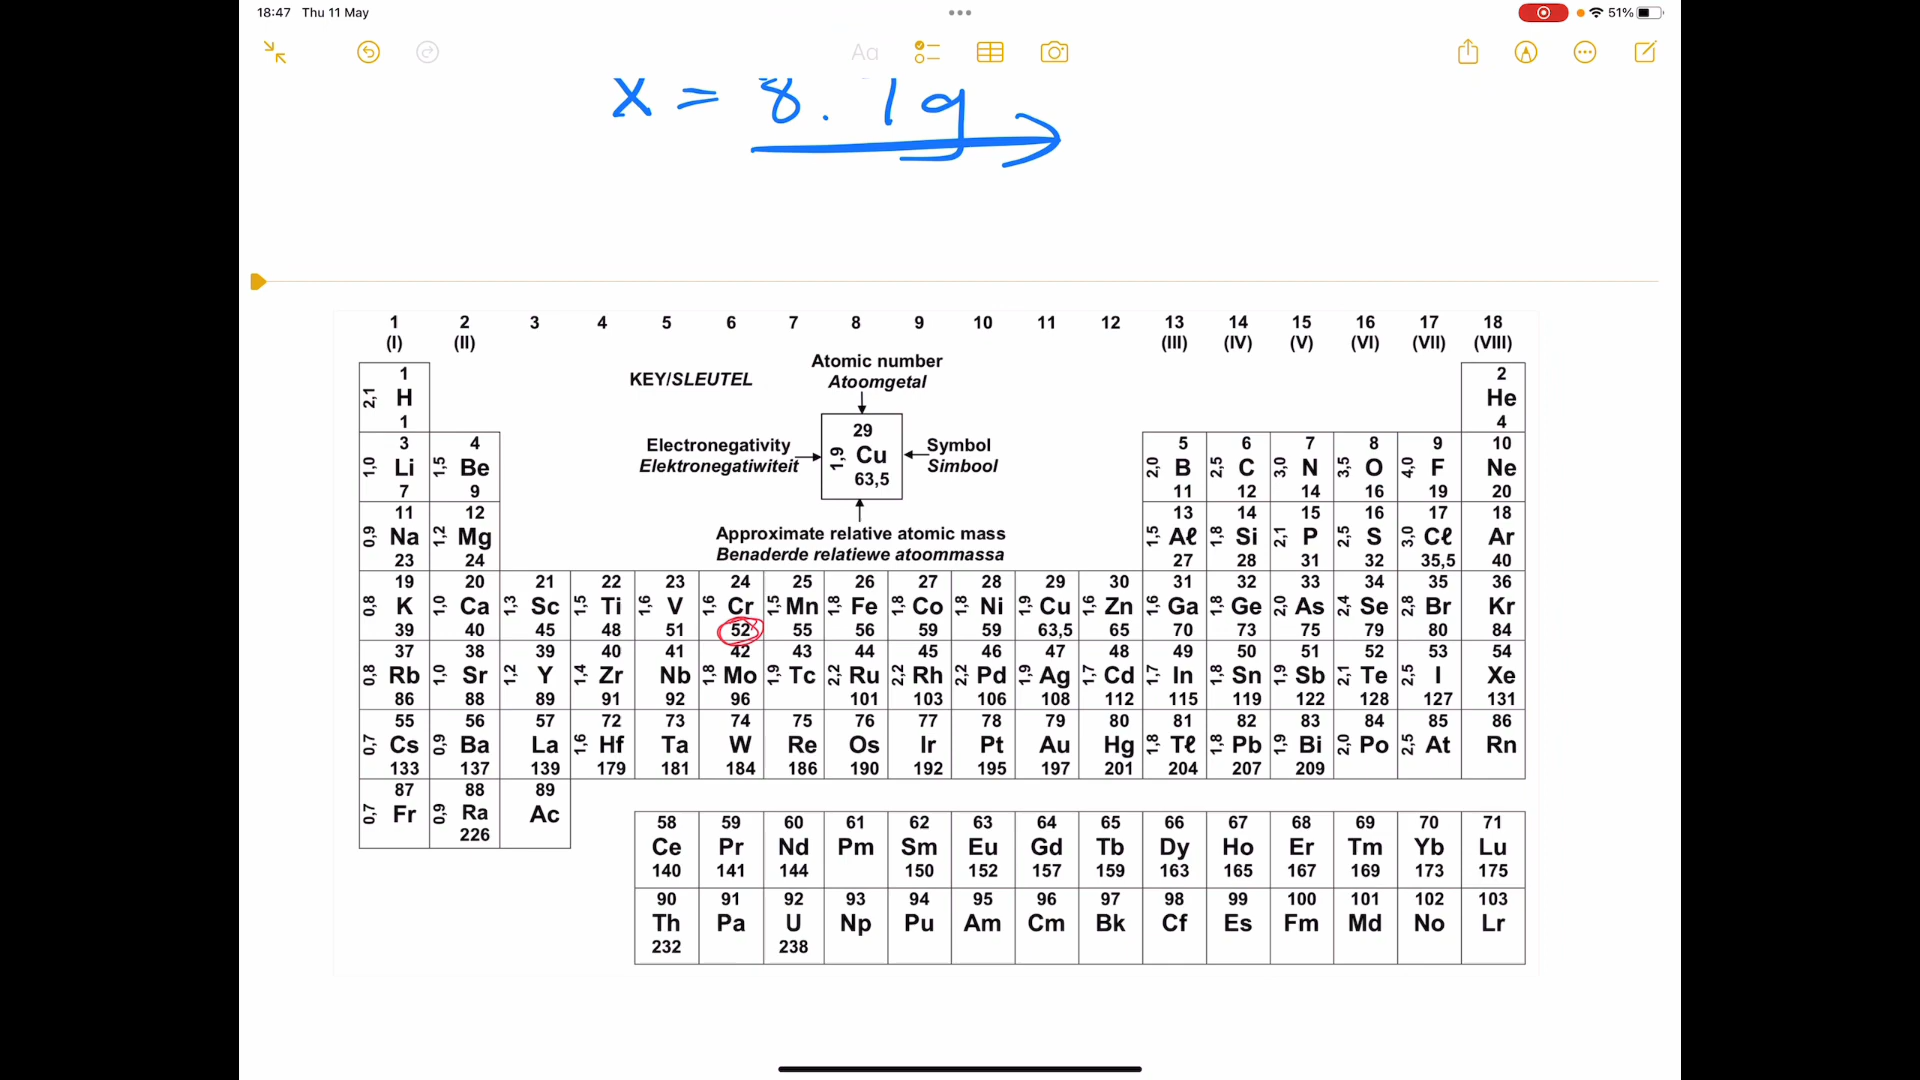 18:47 Thu 11 May
51%
Aa
x = 8.1g
1 2 3 4 5 6 7 8 9 10 11 12 13 14 15 16 17 18
(I) (II) (III) (IV) (V) (VI) (VII) (VIII)
KEY/SLEUTEL
Atomic number
Atoomgetal
Electronegativity
Elektronegatiwiteit
29
1,9 Cu
63,5
Symbol
Simbool
Approximate relative atomic mass
Benaderde relatiewe atoommassa
1 2
2,1 H He
1 4
3 4 5 6 7 8 9 10
1,0 Li 1,5 Be 2,0 B 2,5 C 3,0 N 3,5 O 4,0 F Ne
7 9 11 12 14 16 19 20
11 12 13 14 15 16 17 18
0,9 Na 1,2 Mg 1,5 Aℓ 1,8 Si 2,1 P 2,5 S 3,0 Cℓ Ar
23 24 27 28 31 32 35,5 40
19 20 21 22 23 24 25 26 27 28 29 30 31 32 33 34 35 36
0,8 K 1,0 Ca 1,3 Sc 1,5 Ti 1,6 V 1,6 Cr 1,5 Mn 1,8 Fe 1,8 Co 1,8 Ni 1,9 Cu 1,6 Zn 1,6 Ga 1,8 Ge 2,0 As 2,4 Se 2,8 Br Kr
39 40 45 48 51 52 55 56 59 59 63,5 65 70 73 75 79 80 84
37 38 39 40 41 42 43 44 45 46 47 48 49 50 51 52 53 54
0,8 Rb 1,0 Sr 1,2 Y 1,4 Zr Nb 1,8 Mo 1,9 Tc 2,2 Ru 2,2 Rh 2,2 Pd 1,9 Ag 1,7 Cd 1,7 In 1,8 Sn 1,9 Sb 2,1 Te 2,5 I Xe
86 88 89 91 92 96 101 103 106 108 112 115 119 122 128 127 131
55 56 57 72 73 74 75 76 77 78 79 80 81 82 83 84 85 86
0,7 Cs 0,9 Ba La 1,6 Hf Ta W Re Os Ir Pt Au Hg 1,8 Tℓ 1,8 Pb 1,9 Bi 2,0 Po 2,5 At Rn
133 137 139 179 181 184 186 190 192 195 197 201 204 207 209
87 88 89
0,7 Fr 0,9 Ra Ac
226
58 59 60 61 62 63 64 65 66 67 68 69 70 71
Ce Pr Nd Pm Sm Eu Gd Tb Dy Ho Er Tm Yb Lu
140 141 144 150 152 157 159 163 165 167 169 173 175
90 91 92 93 94 95 96 97 98 99 100 101 102 103
Th Pa U Np Pu Am Cm Bk Cf Es Fm Md No Lr
232 238